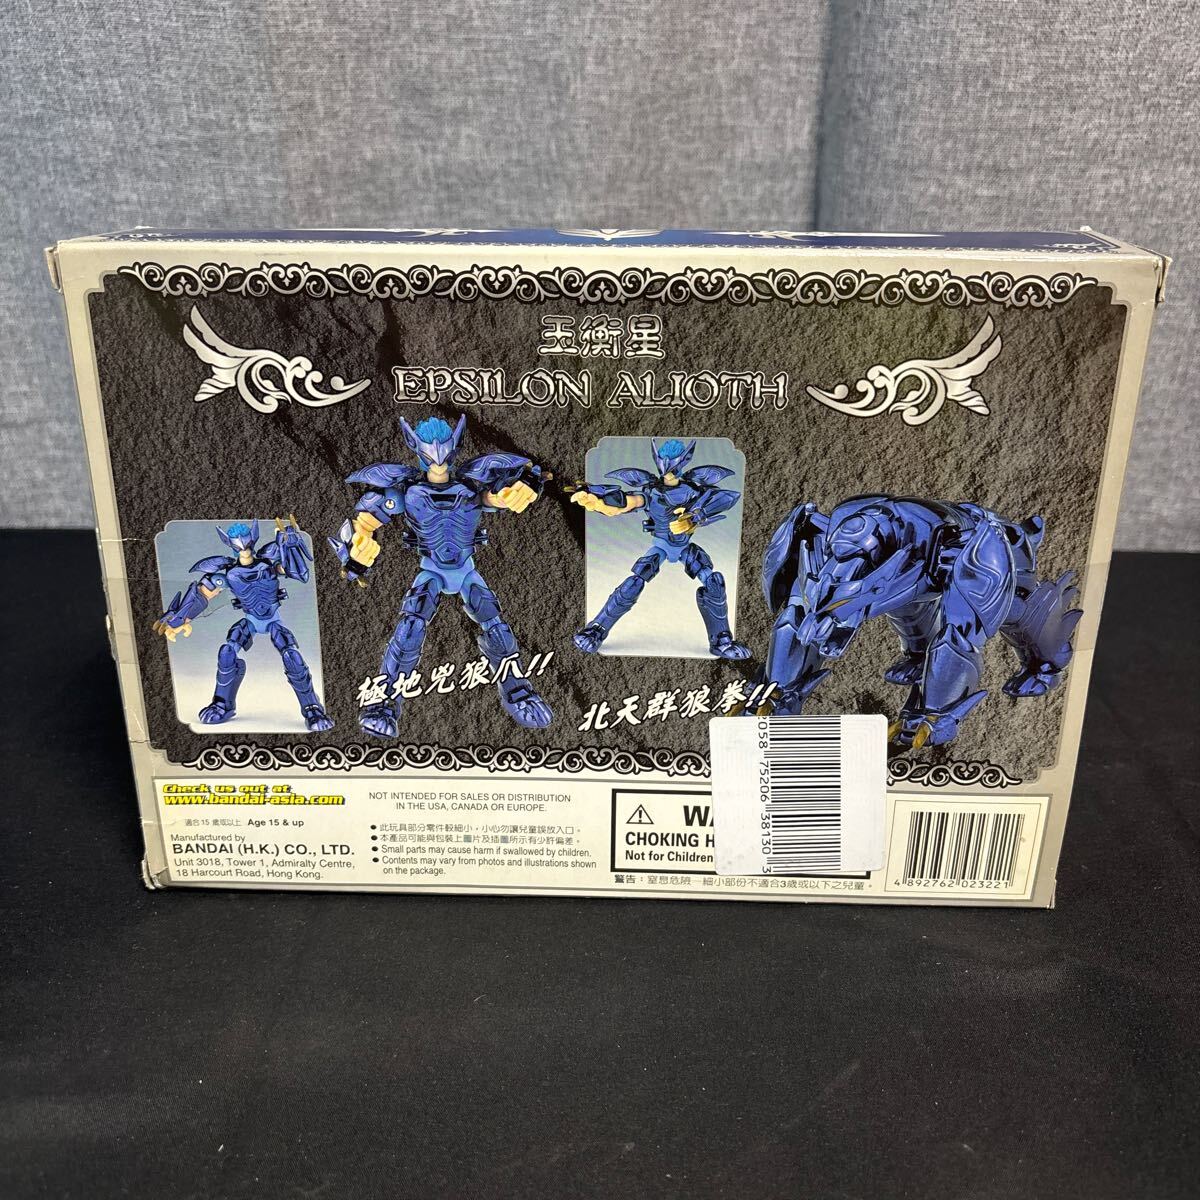 玉衡星
EPSILON ALIOTH
極地兇狼爪!!
北天群狼拳!!
Check us out at
www.bandai-asia.com
適合15歲或以上 Age 15 & up
Manufactured by
BANDAI (H.K.) CO., LTD.
Unit 3018, Tower 1, Admiralty Centre,
18 Harcourt Road, Hong Kong.
NOT INTENDED FOR SALES OR DISTRIBUTION
IN THE USA, CANADA OR EUROPE.
● 此玩具部分零件較細小,小心勿讓兒童誤放入口。
● 本產品可能與包裝上圖片及插圖所示有少許偏差。
● Small parts may cause harm if swallowed by children.
● Contents may vary from photos and illustrations shown
on the package.
CHOKING H
Not for Children
警告:窒息危險—細小部份不適合3歲或以下之兒童。
2058 75206 38130 3
4 892762 023221